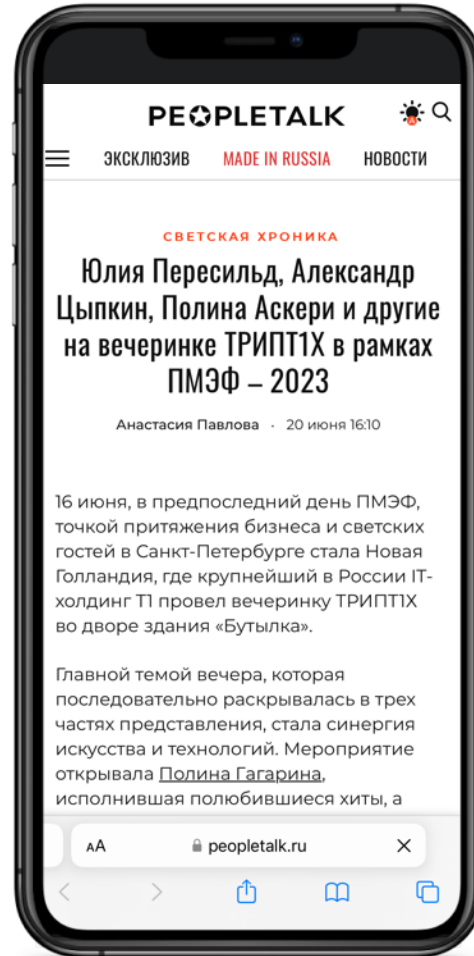 PEOPLETALK
ЭКСКЛЮЗИВ MADE IN RUSSIA НОВОСТИ
СВЕТСКАЯ ХРОНИКА
Юлия Пересильд, Александр
Цыпкин, Полина Аскери и другие
на вечеринке ТРИПТ1Х в рамках
ПМЭФ – 2023
Анастасия Павлова · 20 июня 16:10
16 июня, в предпоследний день ПМЭФ,
точкой притяжения бизнеса и светских
гостей в Санкт-Петербурге стала Новая
Голландия, где крупнейший в России IT-
холдинг Т1 провел вечеринку ТРИПТ1Х
во дворе здания «Бутылка».
Главной темой вечера, которая
последовательно раскрывалась в трех
частях представления, стала синергия
искусства и технологий. Мероприятие
открывала Полина Гагарина,
исполнившая полюбившиеся хиты, а
АА peopletalk.ru